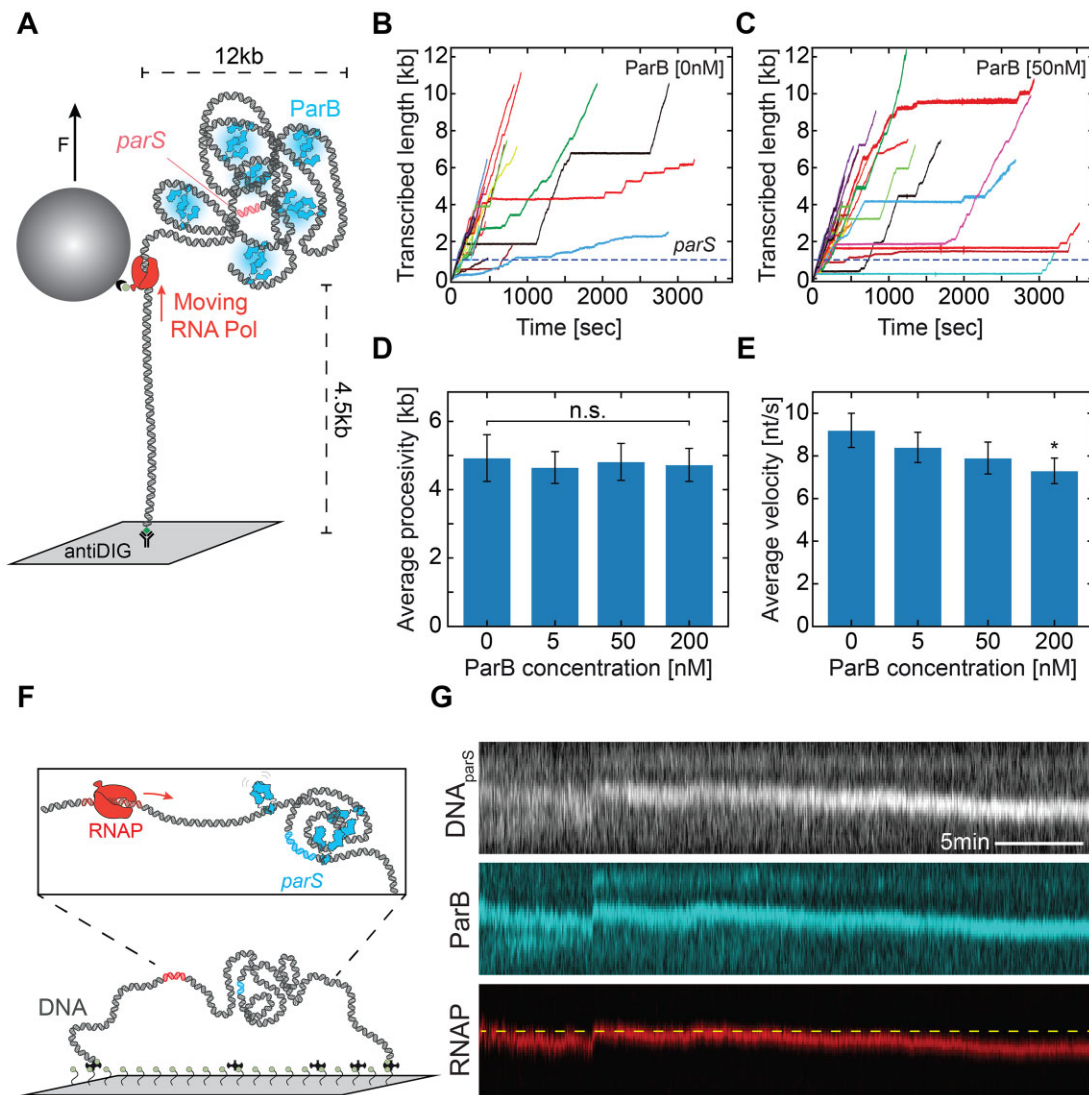 A
12kb
ParB
parS
F
Moving
RNA Pol
4.5kb
antiDIG
B
ParB [0nM]
Transcribed length [kb]
12
10
8
6
4
2
0
parS
0
1000
2000
3000
Time [sec]
C
ParB [50nM]
Transcribed length [kb]
12
10
8
6
4
2
0
0
1000
2000
3000
Time [sec]
D
n.s.
Average procesivity [kb]
6
4
2
0
0
5
50
200
ParB concentration [nM]
E
*
Average velocity [nt/s]
10
8
6
4
2
0
0
5
50
200
ParB concentration [nM]
F
RNAP
parS
DNA
G
DNAparS
5min
ParB
RNAP